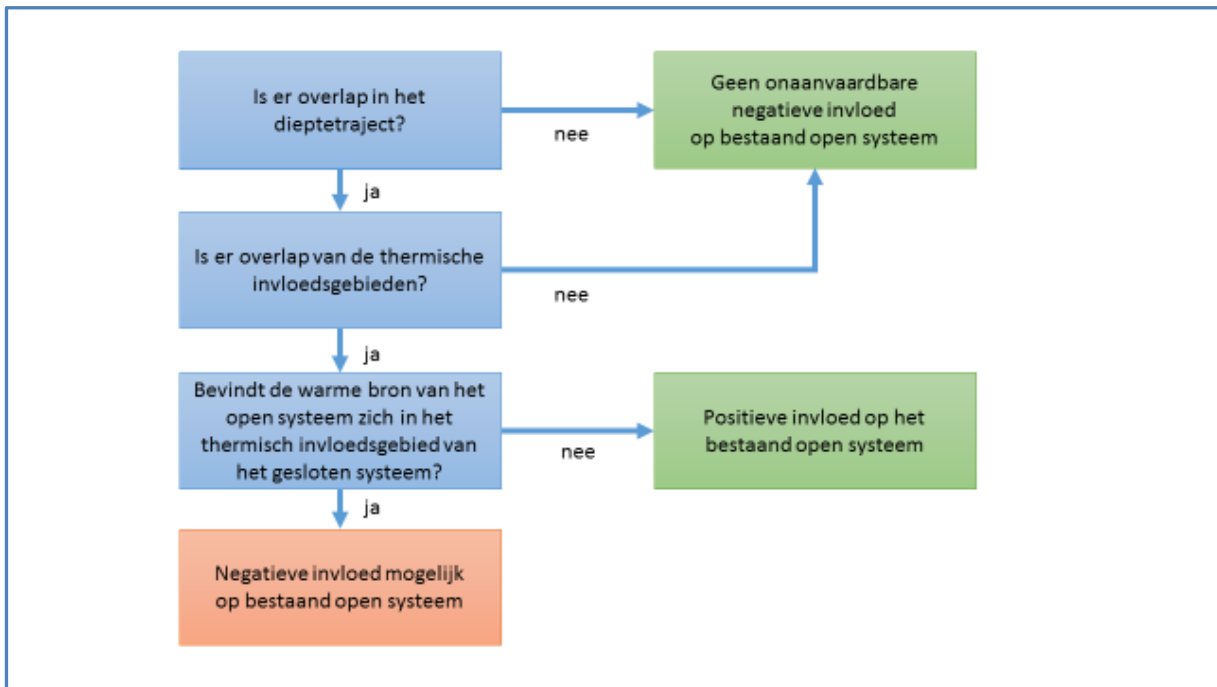 Is er overlap in het
dieptetraject?
nee
Geen onaanvaardbare
negatieve invloed
op bestaand open systeem
ja
Is er overlap van de thermische
invloedsgebieden?
nee
ja
Bevindt de warme bron van het
open systeem zich in het
thermisch invloedsgebied van
het gesloten systeem?
nee
Positieve invloed op het
bestaand open systeem
ja
Negatieve invloed mogelijk
op bestaand open systeem